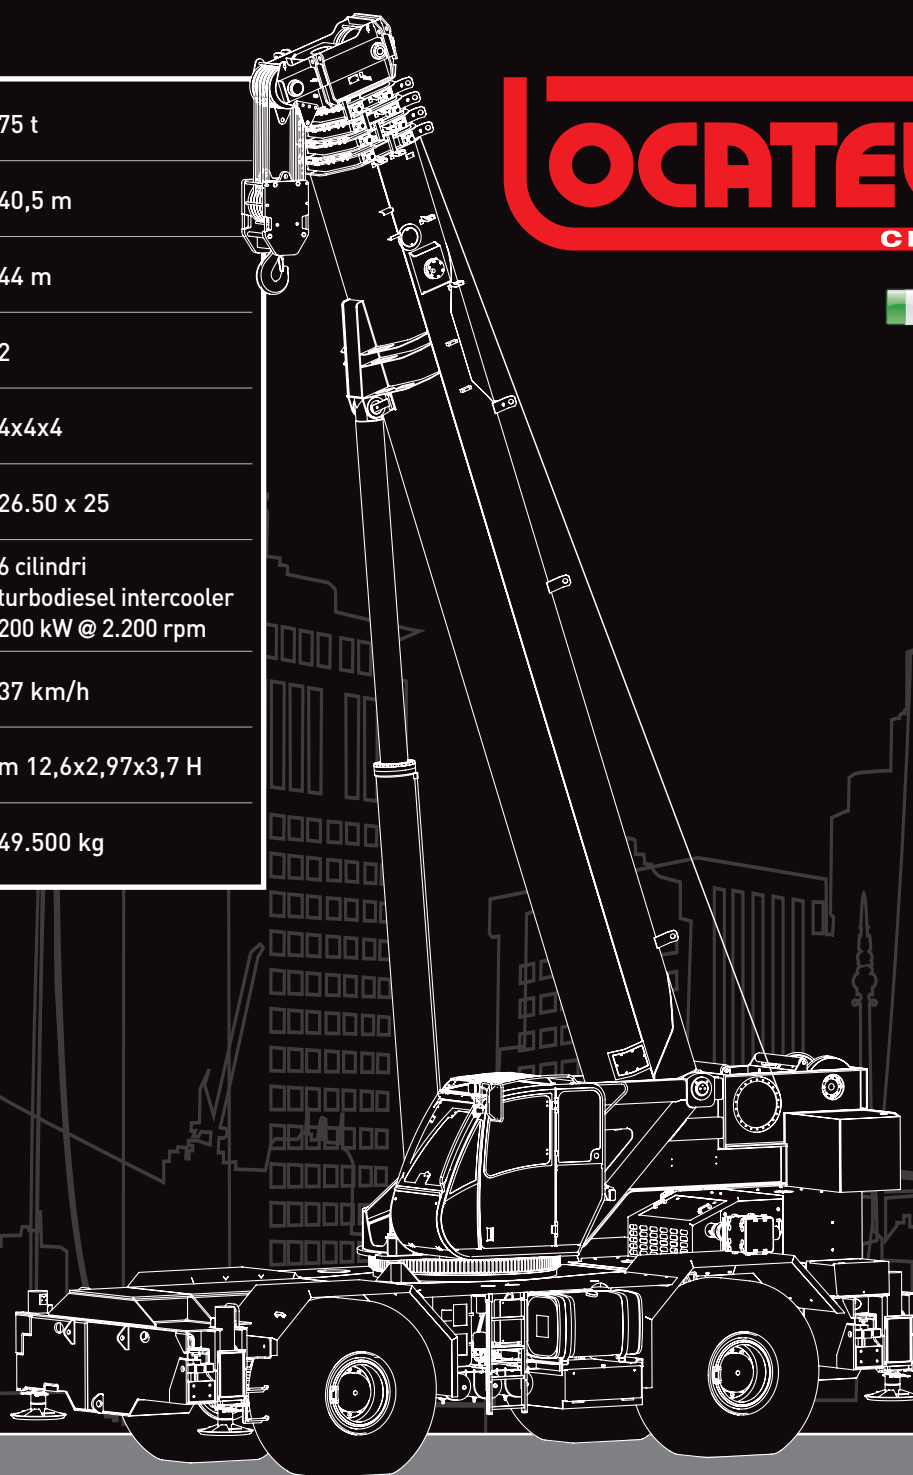 75 t
40,5 m
44 m
2
4x4x4
26.50 x 25
6 cilindri
turbodiesel intercooler
200 kW @ 2.200 rpm
37 km/h
m 12,6x2,97x3,7 H
49.500 kg